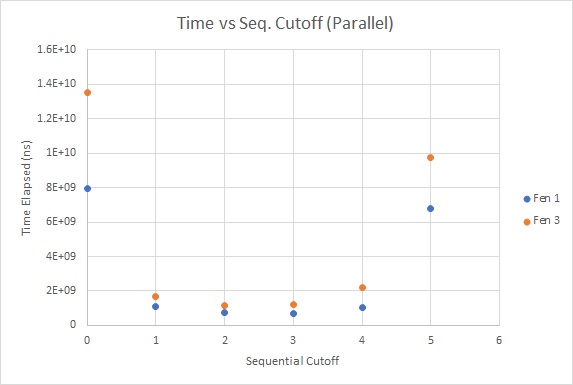 Time vs Seq. Cutoff (Parallel)
1.6E+10
1.4E+10
1.2E+10
1E+10
8E+09
6E+09
4E+09
2E+09
0
Time Elapsed (ns)
0 1 2 3 4 5 6
Sequential Cutoff
Fen 1
Fen 3